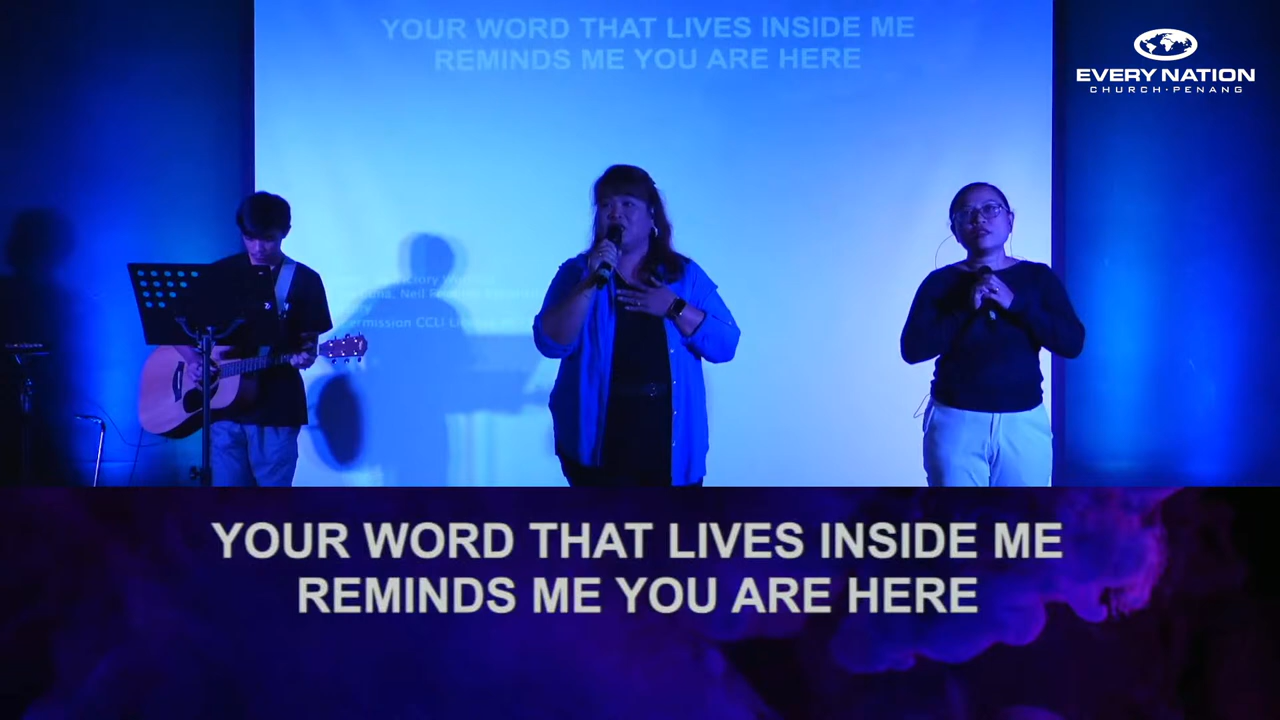 YOUR WORD THAT LIVES INSIDE ME
REMINDS ME YOU ARE HERE
EVERY NATION
CHURCH · PENANG
YOUR WORD THAT LIVES INSIDE ME
REMINDS ME YOU ARE HERE